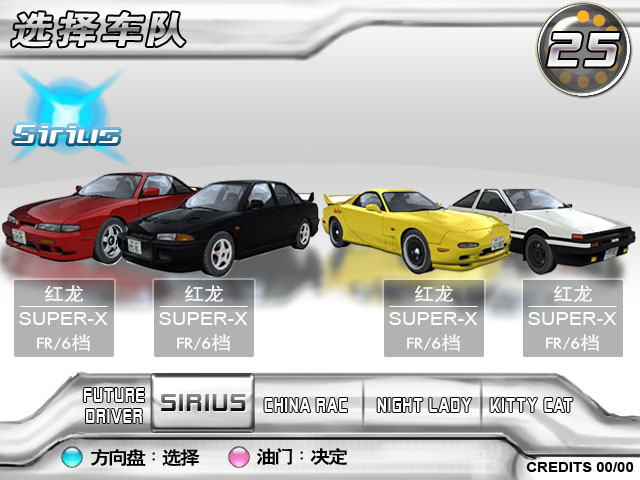 选择车队
25
Sirius
红龙
SUPER-X
FR/6档
红龙
SUPER-X
FR/6档
红龙
SUPER-X
FR/6档
红龙
SUPER-X
FR/6档
FUTURE
DRIVER
SIRIUS
CHINA RAC
NIGHT LADY
KITTY CAT
方向盘：选择
油门：决定
CREDITS 00/00